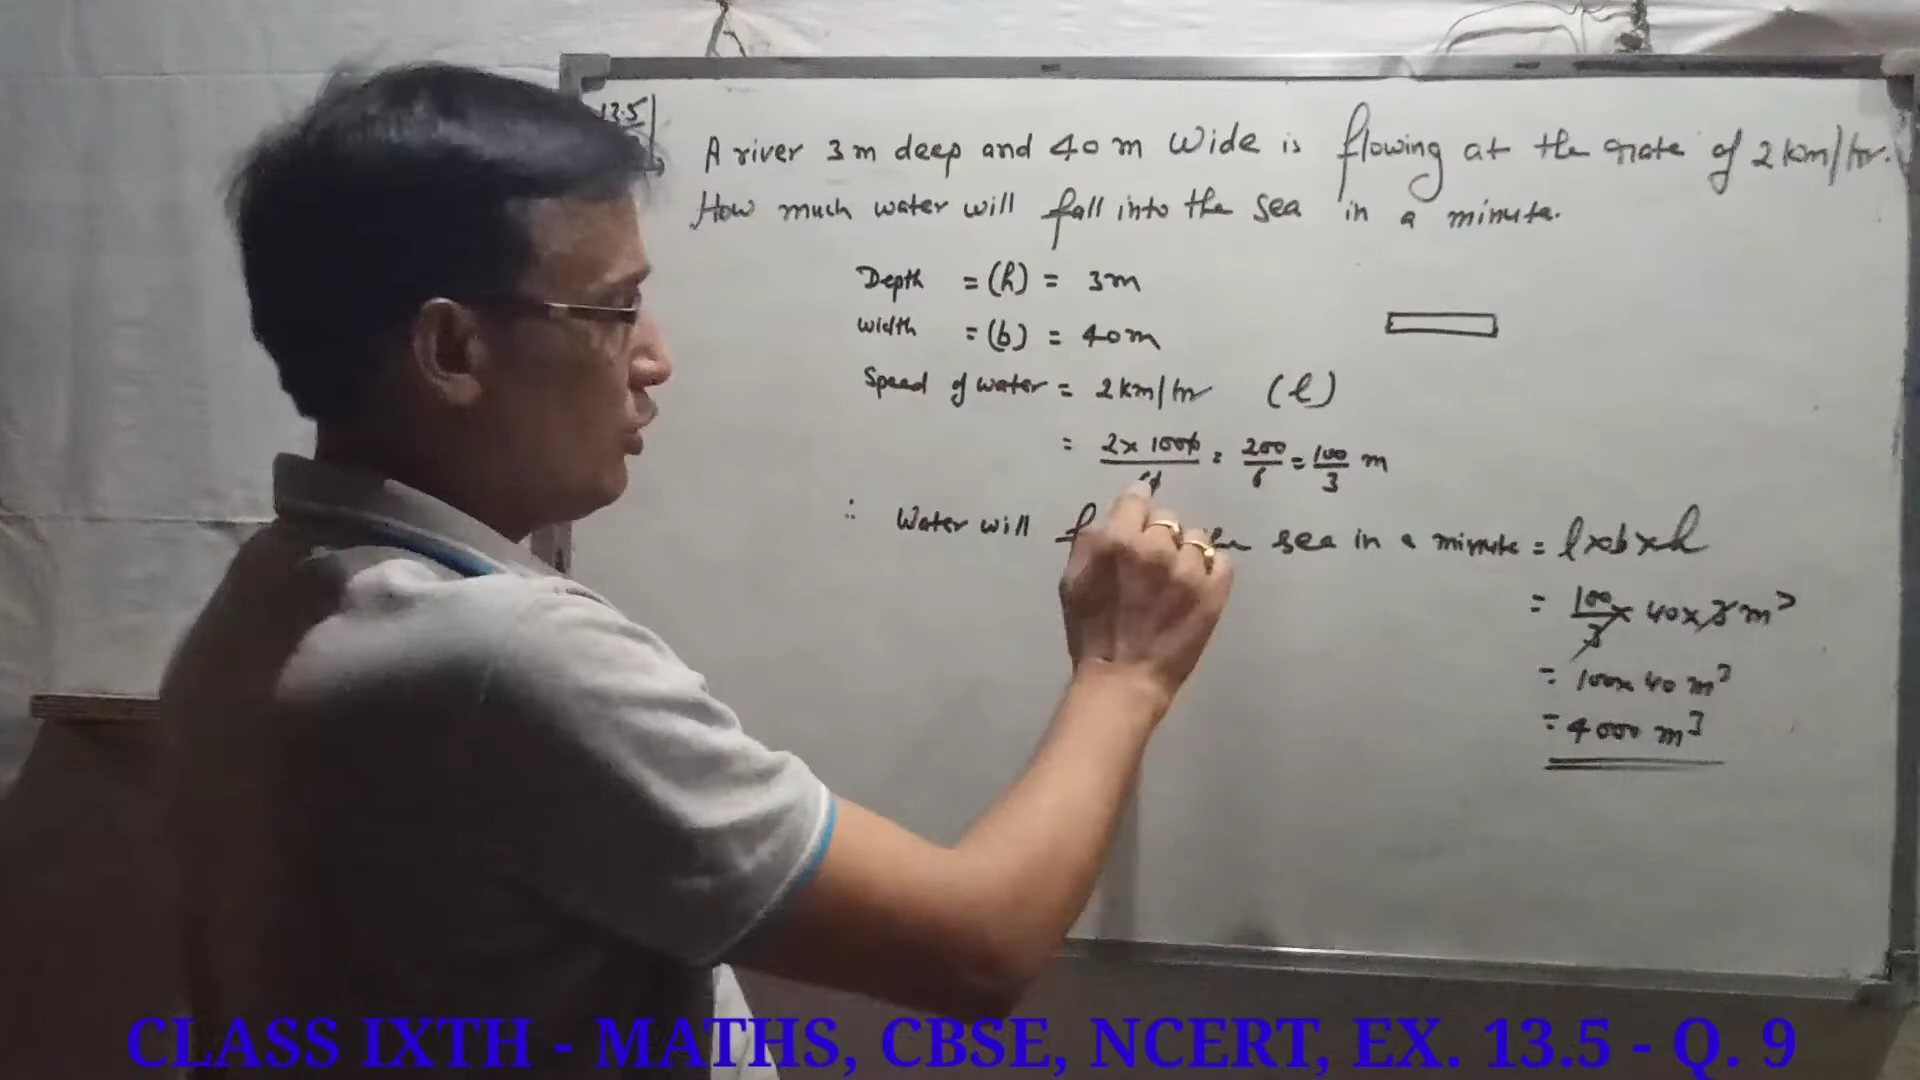 13.5
A river 3m deep and 40 m wide is flowing at the rate of 2 km/hr.
How much water will fall into the sea in a minute.
Depth = (h) = 3m
Width = (b) = 40m
Speed of water = 2km/hr (l)
= 2 x 1000 / 60 = 200/6 = 100/3 m
∴ Water will sea in a minute = l×b×h
= 100/3 × 40 × 3 m³
= 100 x 40 m³
= 4000 m³
CLASS IXTH - MATHS, CBSE, NCERT, EX. 13.5 - Q. 9